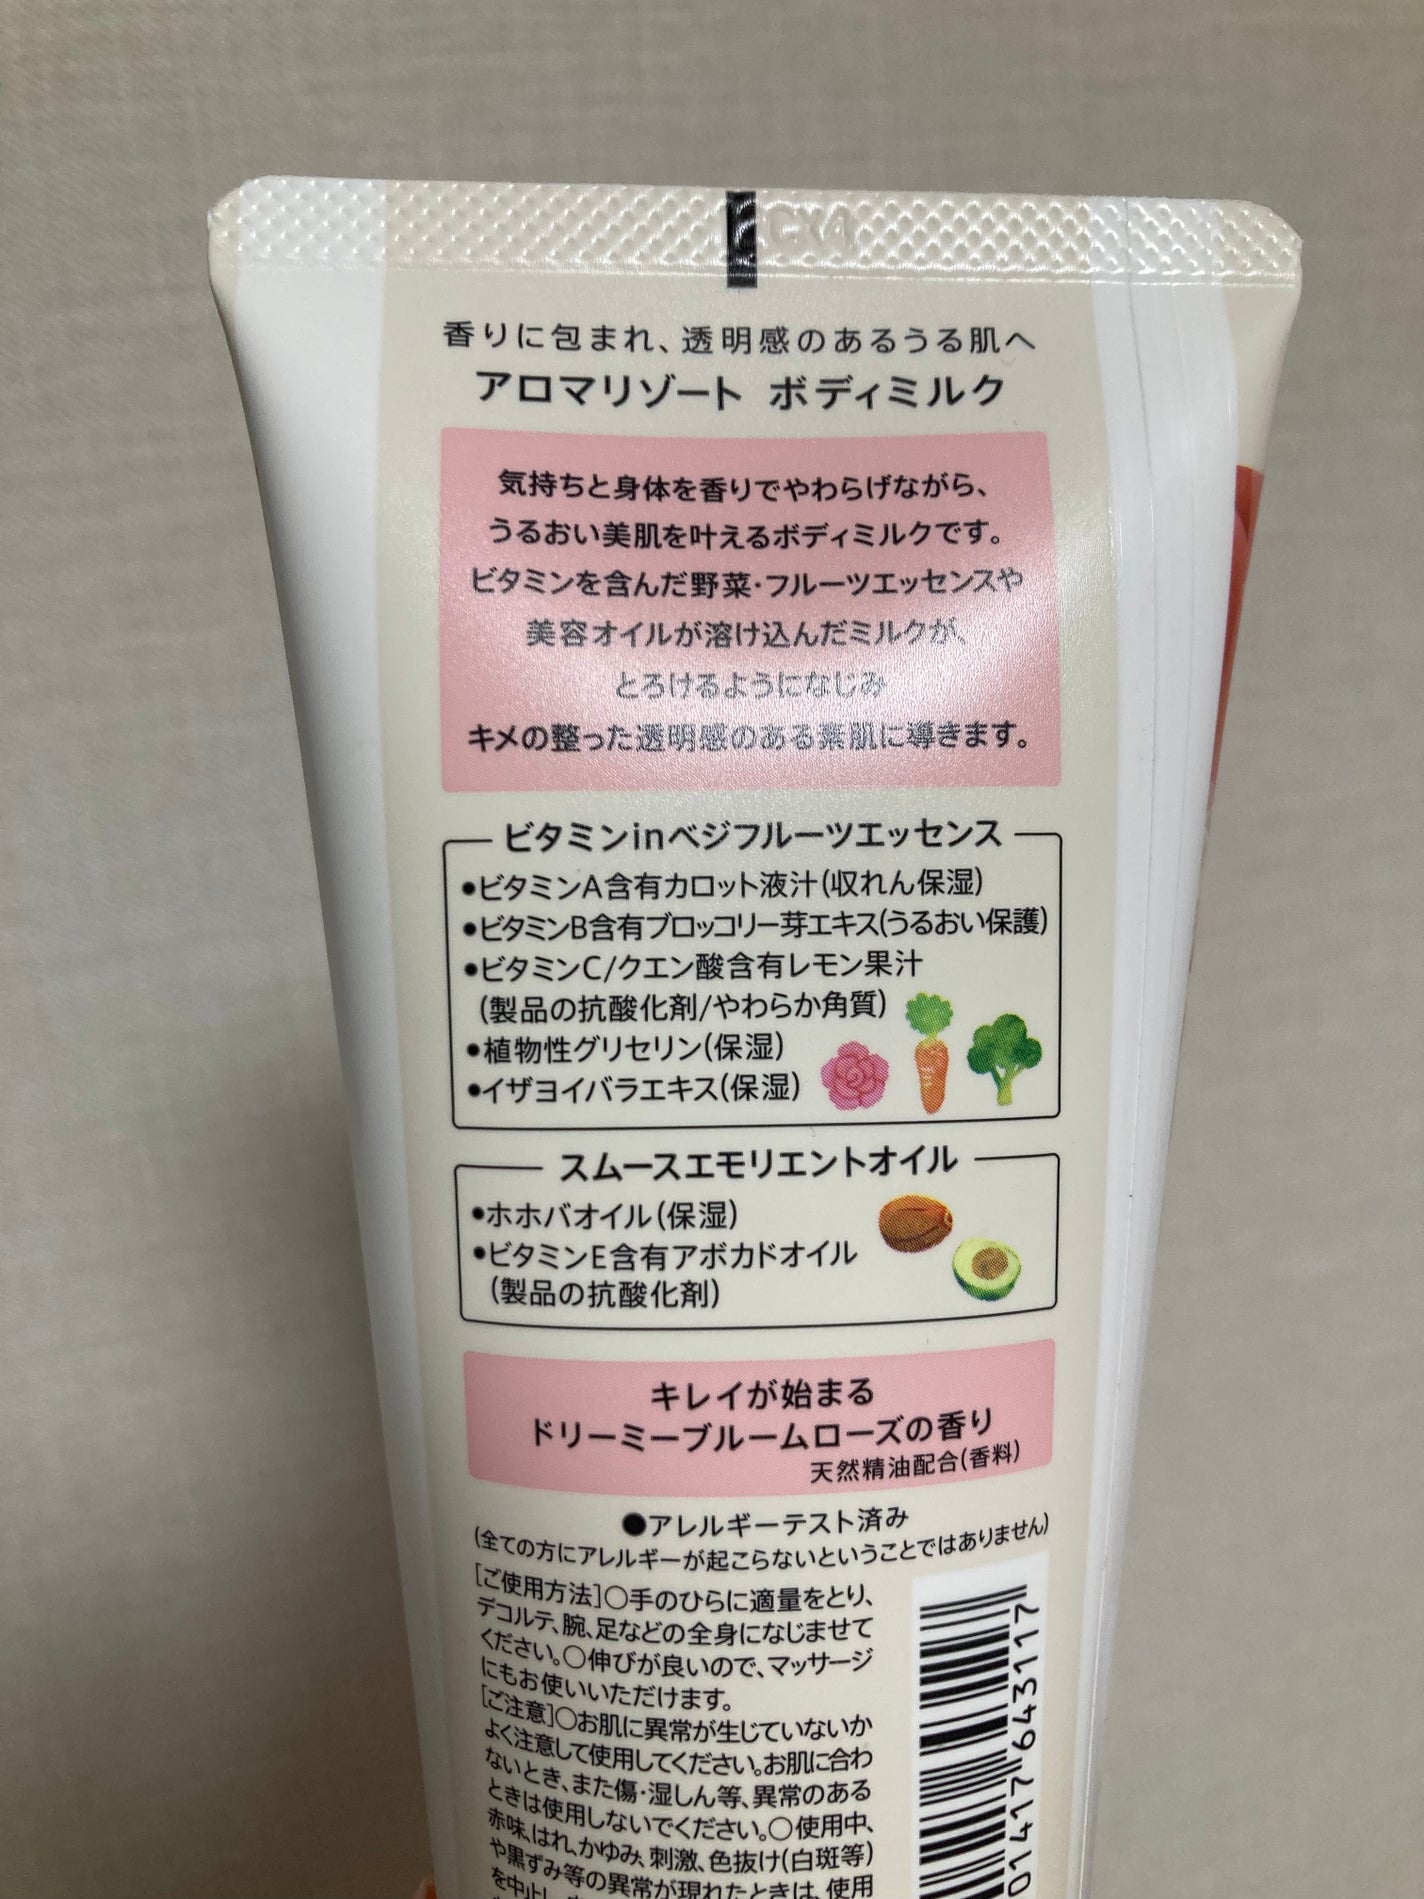 CX4
香りに包まれ、透明感のあるうる肌へ
アロマリゾート ボディミルク
気持ちと身体を香りでやわらげながら、
うるおい美肌を叶えるボディミルクです。
ビタミンを含んだ野菜・フルーツエッセンスや
美容オイルが溶け込んだミルクが、
とろけるようになじみ
キメの整った透明感のある素肌に導きます。
ビタミンinベジフルーツエッセンス
●ビタミンA含有カロット液汁(収れん保湿)
●ビタミンB含有ブロッコリー芽エキス(うるおい保護)
●ビタミンC/クエン酸含有レモン果汁
(製品の抗酸化剤/やわらか角質)
●植物性グリセリン(保湿)
●イザヨイバラエキス(保湿)
スムースエモリエントオイル
●ホホバオイル(保湿)
●ビタミンE含有アボカドオイル
(製品の抗酸化剤)
キレイが始まる
ドリーミーブルームローズの香り
天然精油配合(香料)
●アレルギーテスト済み
(全ての方にアレルギーが起こらないということではありません)
[ご使用方法]○手のひらに適量をとり、
デコルテ、腕、足などの全身になじませて
ください。○伸びが良いので、マッサージ
にもお使いいただけます。
[ご注意]○お肌に異常が生じていないか
よく注意して使用してください。お肌に合わ
ないとき、また傷・湿しん等、異常のある
ときは使用しないでください。○使用中、
赤味、はれ、かゆみ、刺激、色抜け(白斑等)
や黒ずみ等の異常が現れたときは、使用
を中止し
01417643117